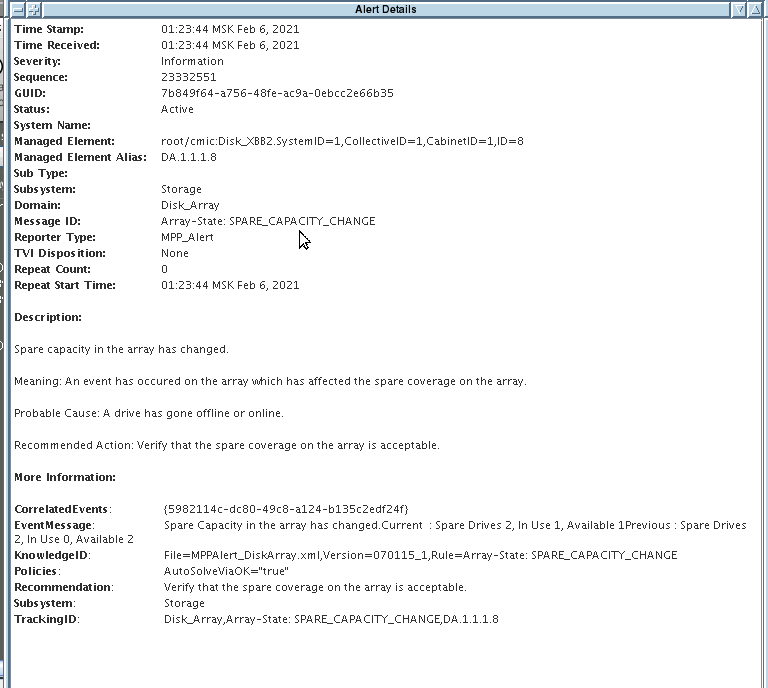 Alert Details
Time Stamp: 01:23:44 MSK Feb 6, 2021
Time Received: 01:23:44 MSK Feb 6, 2021
Severity: Information
Sequence: 23332551
GUID: 7b849f64-a756-48fe-ac9a-0ebcc2e66b35
Status: Active
System Name:
Managed Element: root/cmic:Disk_XBB2.SystemID=1,CollectiveID=1,CabinetID=1,ID=8
Managed Element Alias: DA.1.1.1.8
Sub Type:
Subsystem: Storage
Domain: Disk_Array
Message ID: Array-State: SPARE_CAPACITY_CHANGE
Reporter Type: MPP_Alert
TVI Disposition: None
Repeat Count: 0
Repeat Start Time: 01:23:44 MSK Feb 6, 2021
Description:
Spare capacity in the array has changed.
Meaning: An event has occured on the array which has affected the spare coverage on the array.
Probable Cause: A drive has gone offline or online.
Recommended Action: Verify that the spare coverage on the array is acceptable.
More Information:
CorrelatedEvents: {5982114c-dc80-49c8-a124-b135c2edf24f}
EventMessage: Spare Capacity in the array has changed.Current : Spare Drives 2, In Use 1, Available 1Previous : Spare Drives
2, In Use 0, Available 2
KnowledgeID: File=MPPAlert_DiskArray.xml,Version=070115_1,Rule=Array-State: SPARE_CAPACITY_CHANGE
Policies: AutoSolveViaOK="true"
Recommendation: Verify that the spare coverage on the array is acceptable.
Subsystem: Storage
TrackingID: Disk_Array,Array-State: SPARE_CAPACITY_CHANGE,DA.1.1.1.8